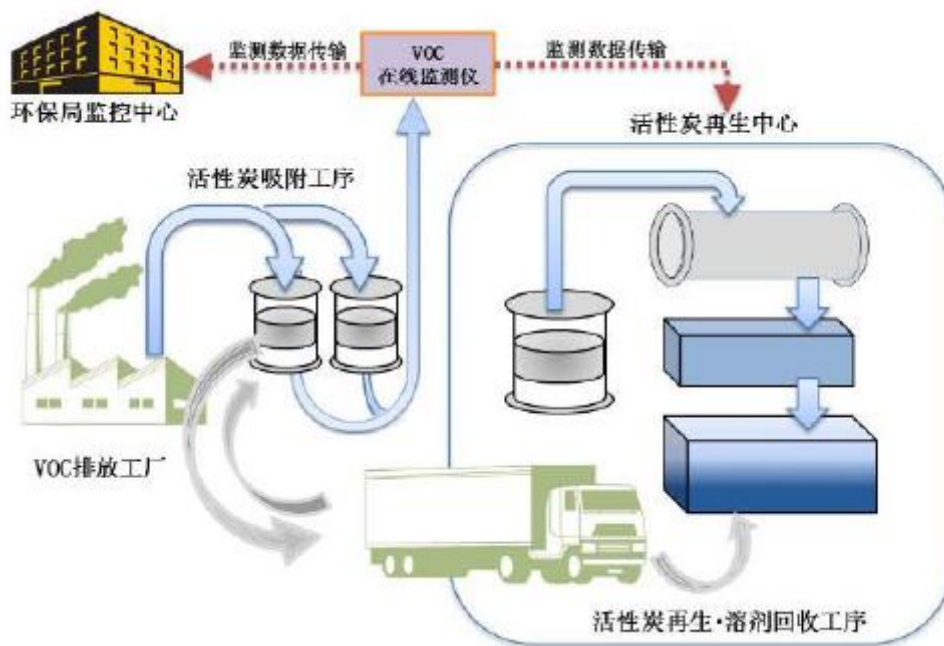 监测数据传输
VOC
在线监测仪
监测数据传输
环保局监控中心
活性炭再生中心
活性炭吸附工序
VOC排放工厂
活性炭再生·溶剂回收工序